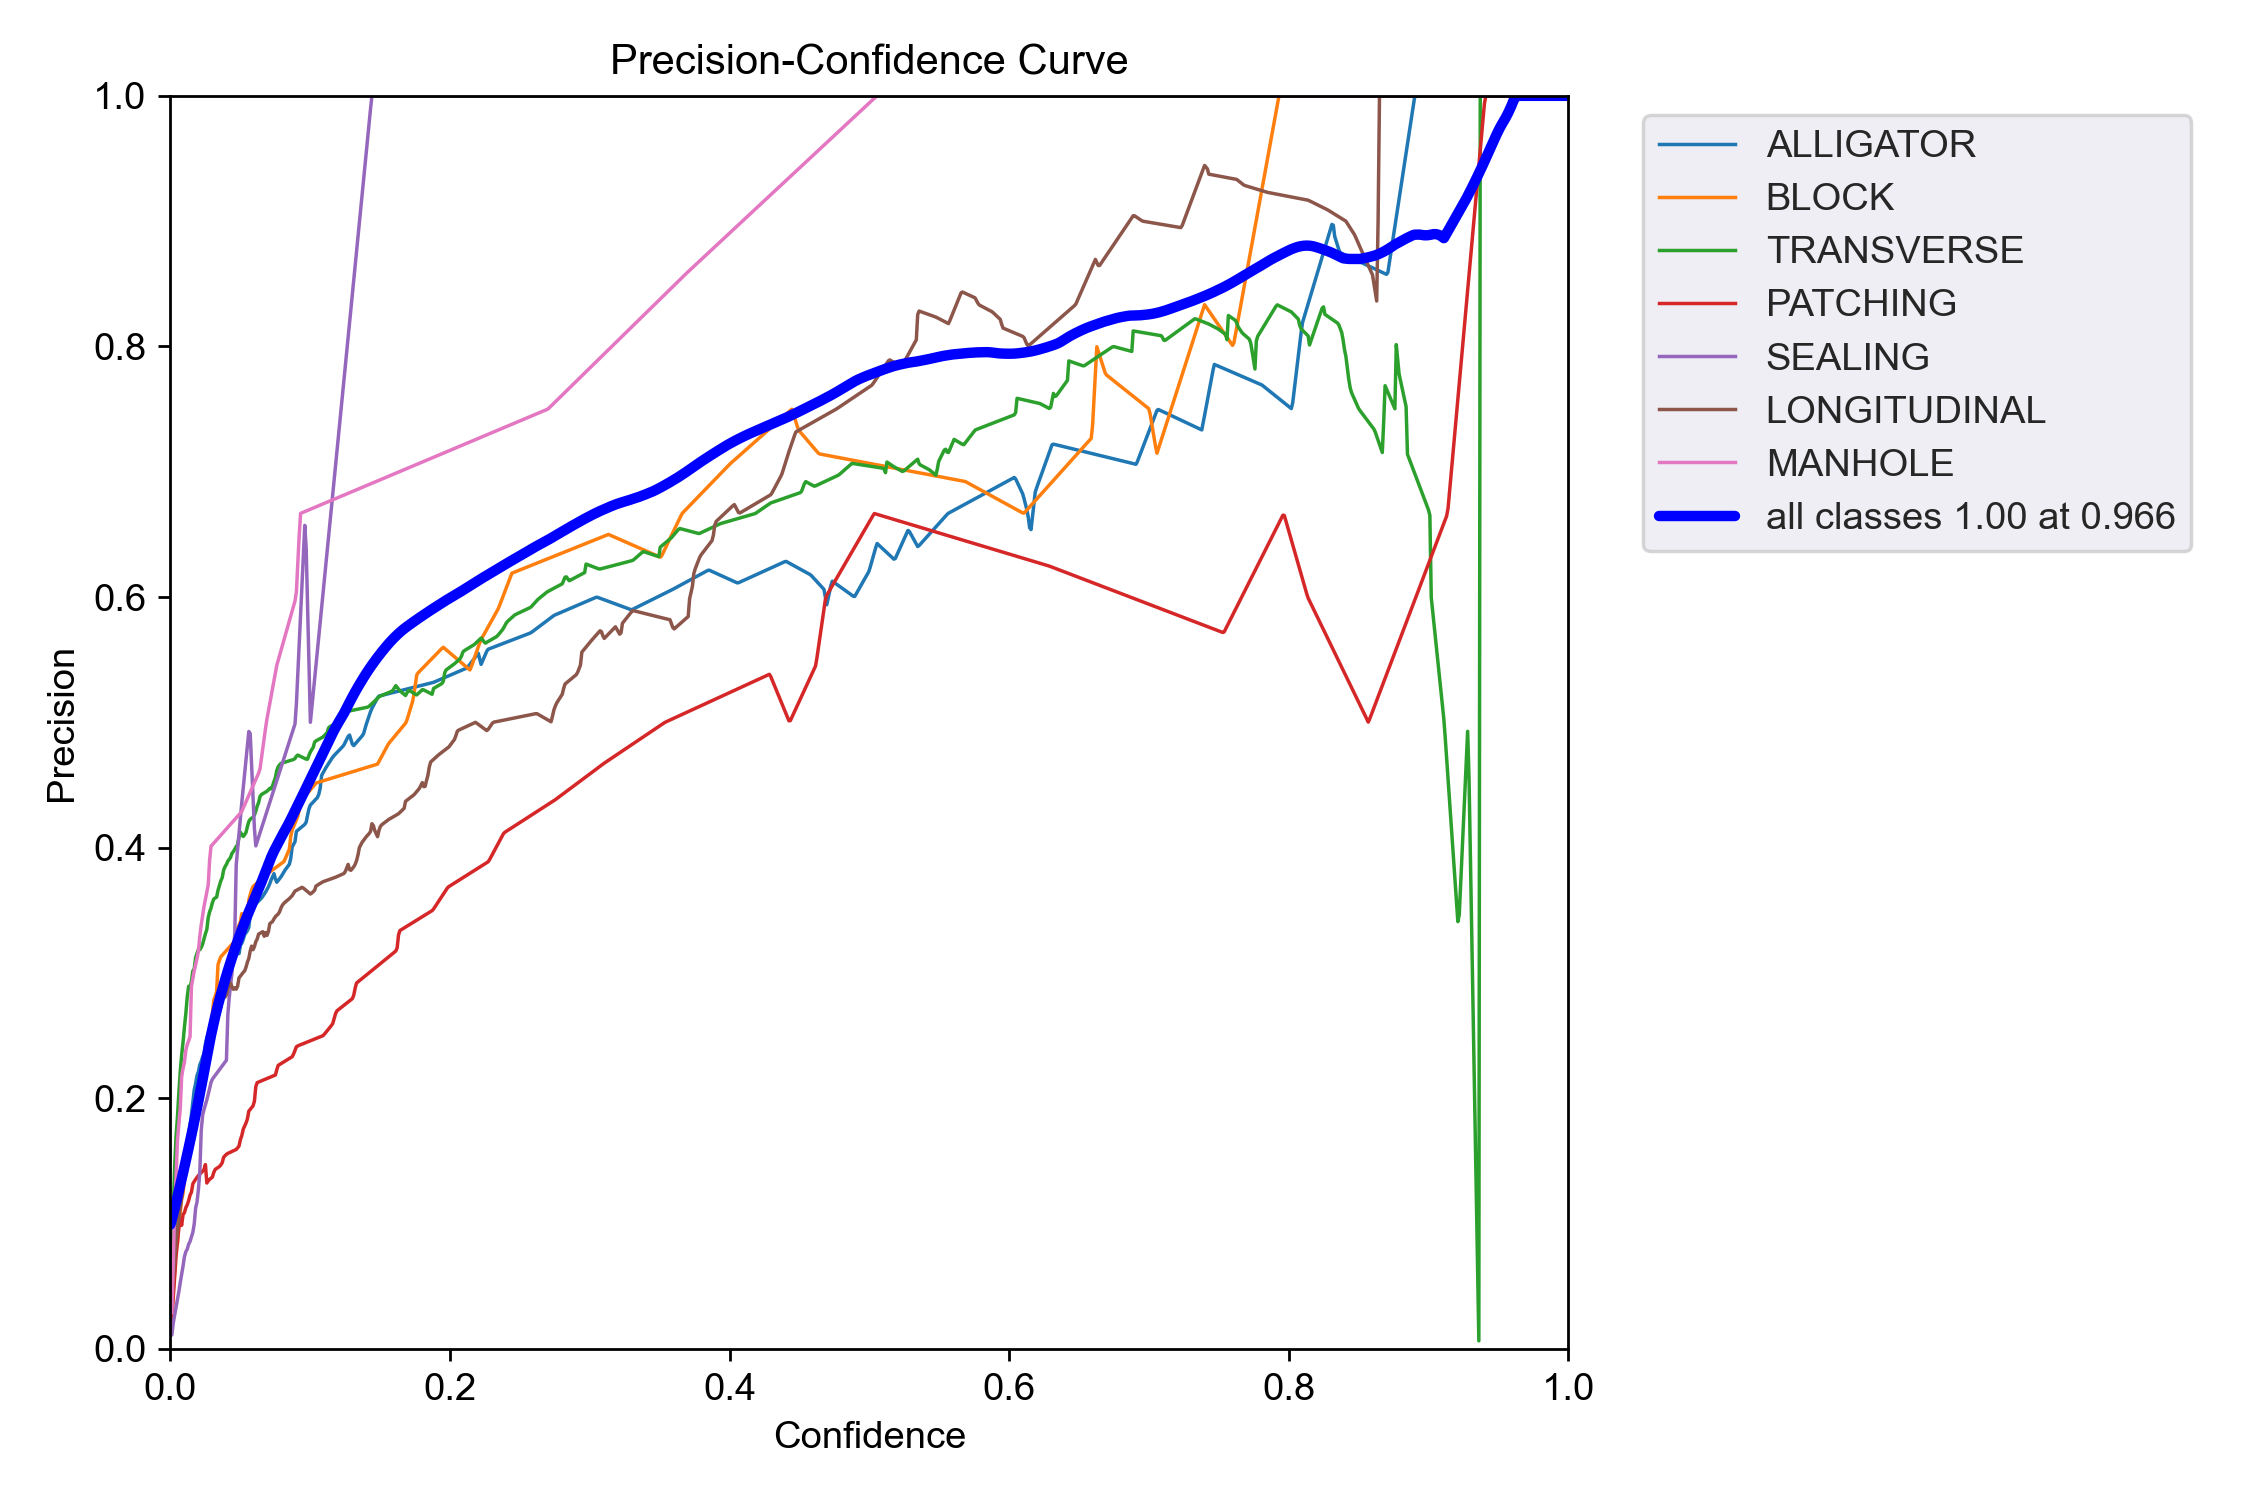 Precision-Confidence Curve
1.0
0.8
0.6
0.4
0.2
0.0
Precision
0.0 0.2 0.4 0.6 0.8 1.0
Confidence
ALLIGATOR
BLOCK
TRANSVERSE
PATCHING
SEALING
LONGITUDINAL
MANHOLE
all classes 1.00 at 0.966